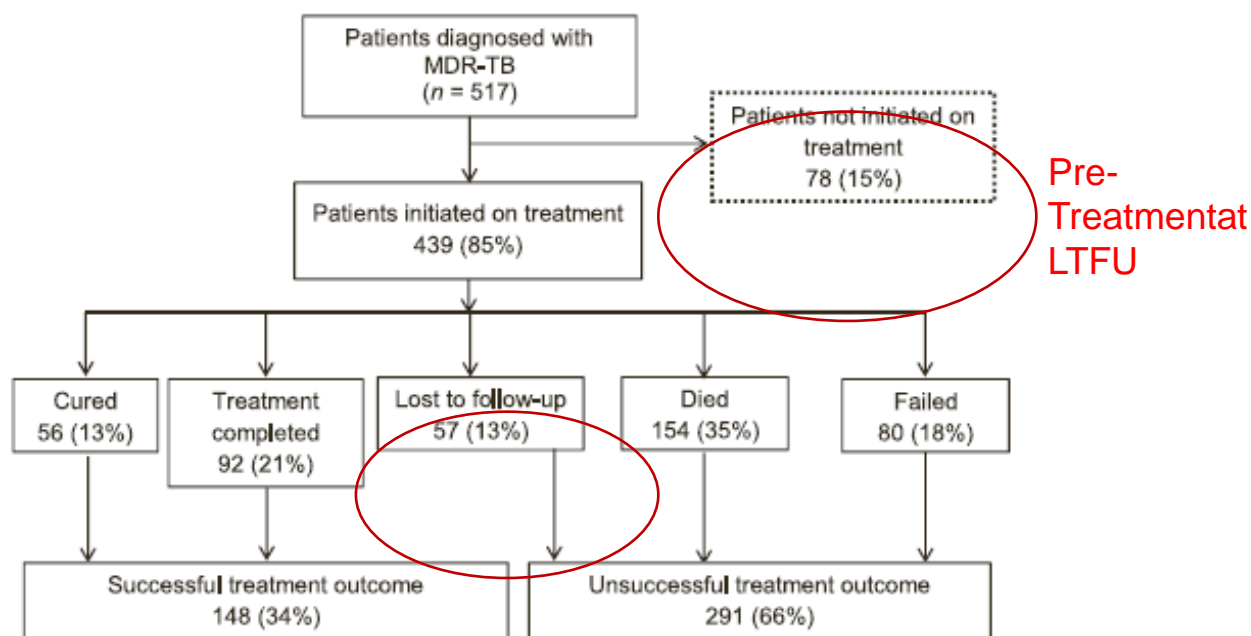 Patients diagnosed with
MDR-TB
(n = 517)
Patients not initiated on
treatment
78 (15%)
Pre-
Treatmentat
LTFU
Patients initiated on treatment
439 (85%)
Cured
56 (13%)
Treatment
completed
92 (21%)
Lost to follow-up
57 (13%)
Died
154 (35%)
Failed
80 (18%)
Successful treatment outcome
148 (34%)
Unsuccessful treatment outcome
291 (66%)